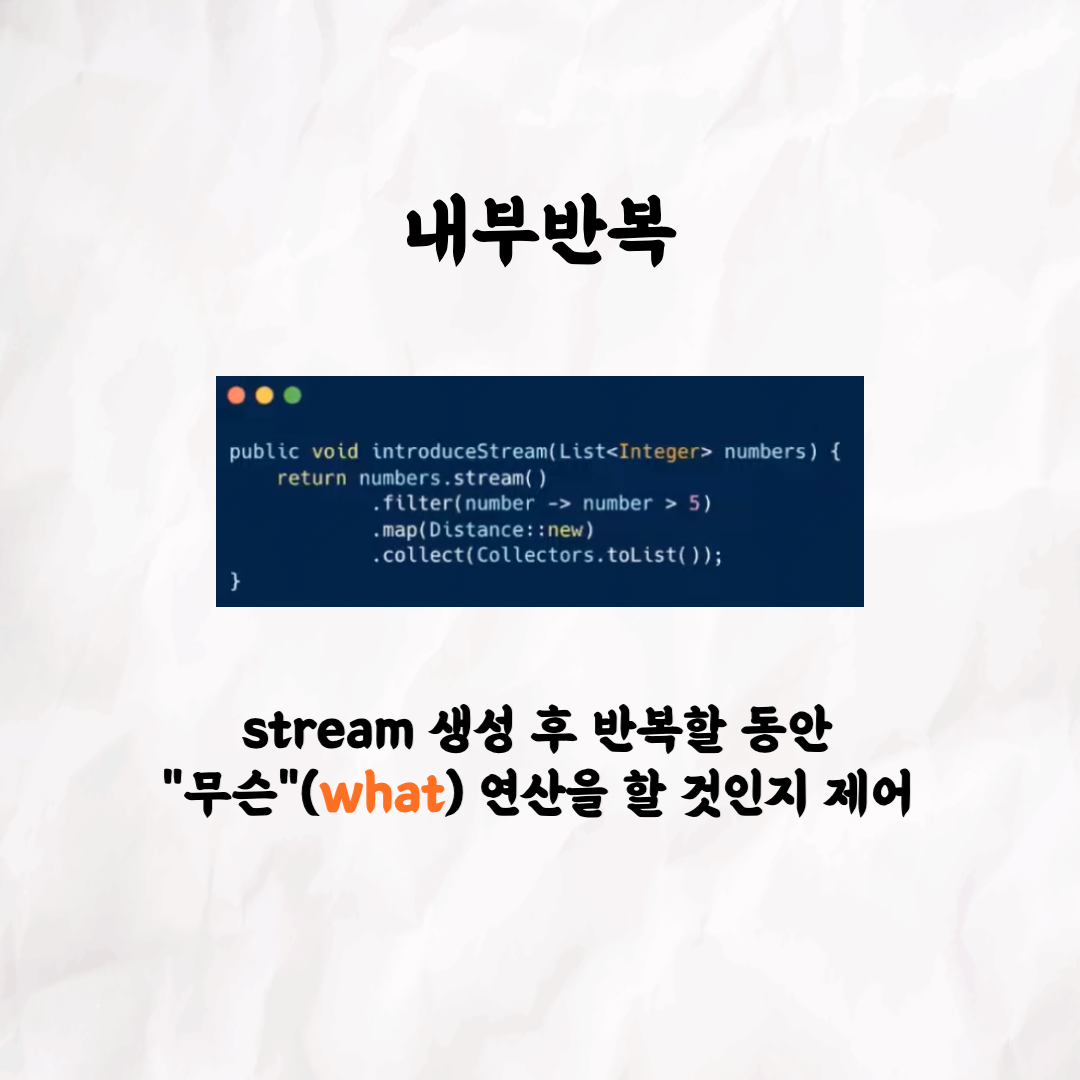 내부반복
public void introduceStream(List<Integer> numbers) {
    return numbers.stream()
            .filter(number -> number > 5)
            .map(Distance::new)
            .collect(Collectors.toList());
}
stream 생성 후 반복할 동안
"무슨"(what) 연산을 할 것인지 제어